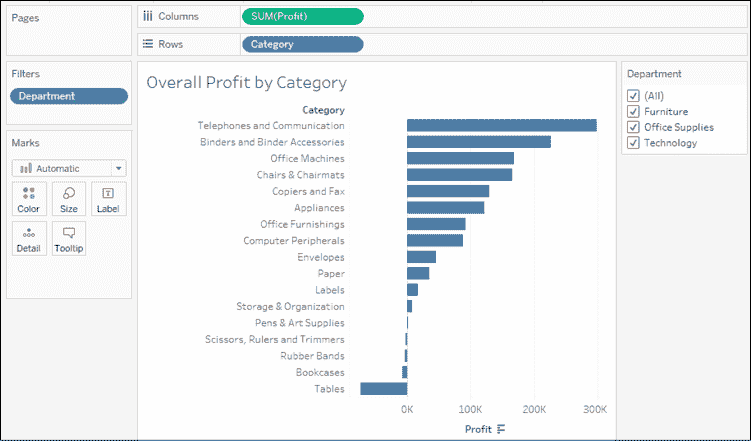 Pages
Columns
SUM(Profit)
Rows
Category
Filters
Department
Marks
Automatic
Color
Size
Label
Detail
Tooltip
Overall Profit by Category
Category
Telephones and Communication
Binders and Binder Accessories
Office Machines
Chairs & Chairmats
Copiers and Fax
Appliances
Office Furnishings
Computer Peripherals
Envelopes
Paper
Labels
Storage & Organization
Pens & Art Supplies
Scissors, Rulers and Trimmers
Rubber Bands
Bookcases
Tables
0K 100K 200K 300K
Profit
Department
(All)
Furniture
Office Supplies
Technology